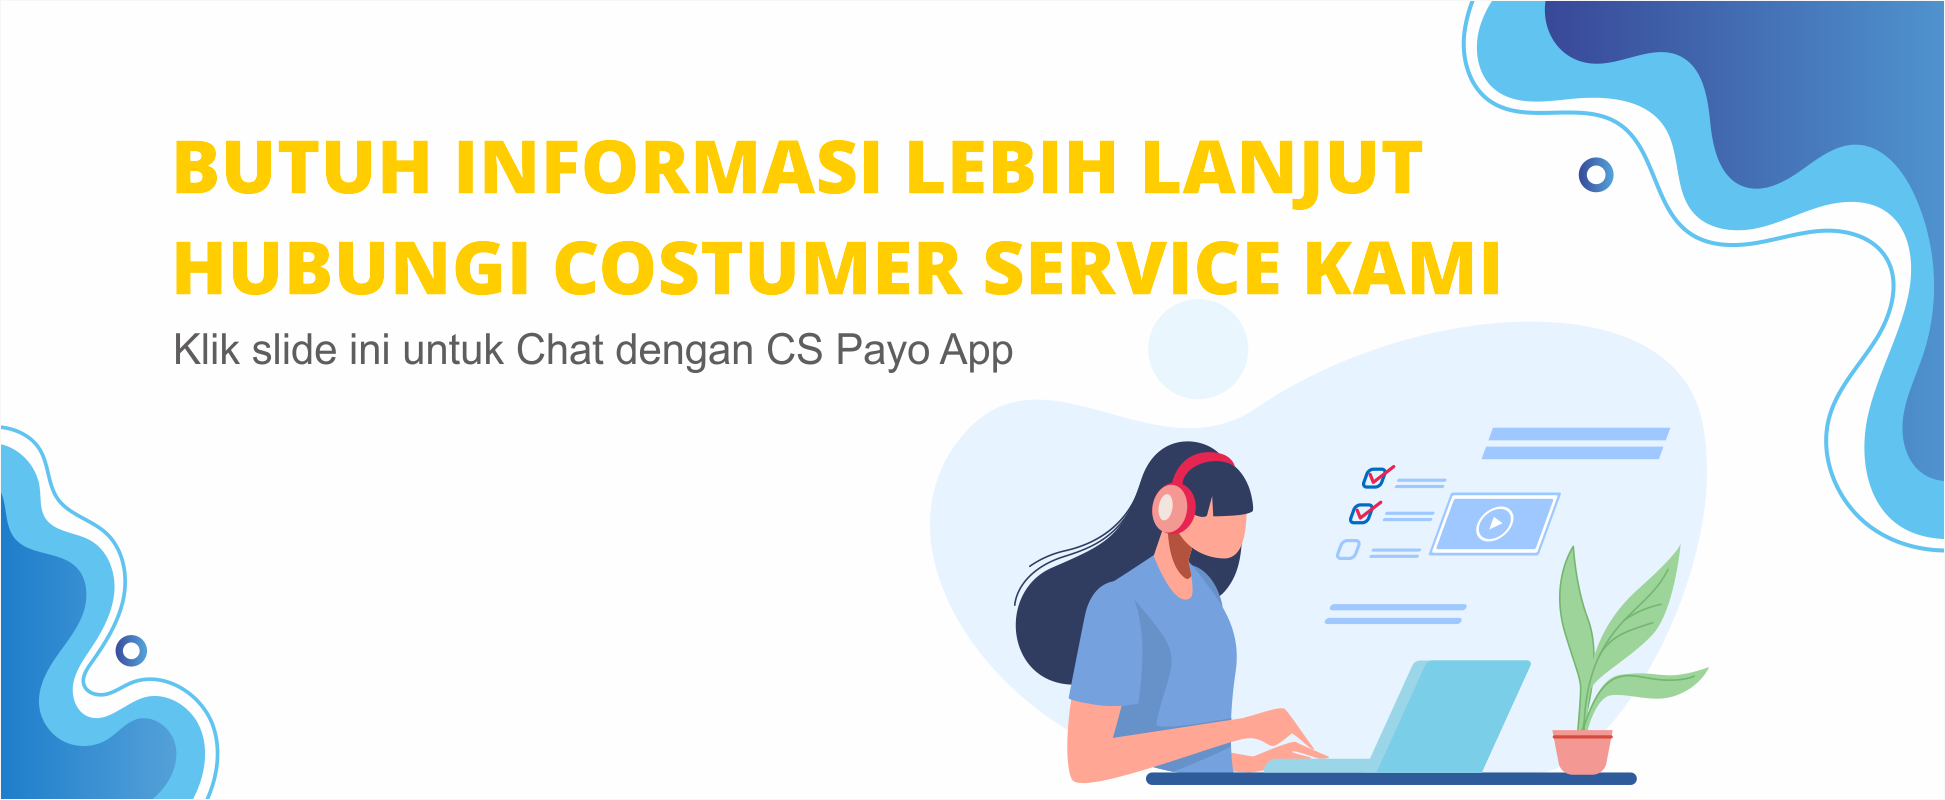 BUTUH INFORMASI LEBIH LANJUT
HUBUNGI COSTUMER SERVICE KAMI
Klik slide ini untuk Chat dengan CS Payo App